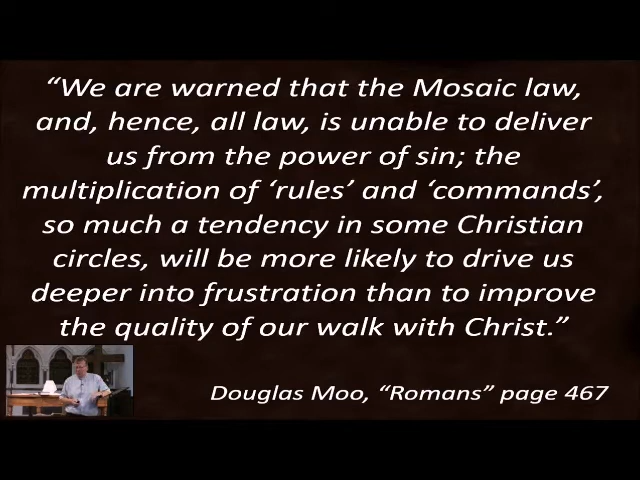 “We are warned that the Mosaic law,
and, hence, all law, is unable to deliver
us from the power of sin; the
multiplication of ‘rules’ and ‘commands’,
so much a tendency in some Christian
circles, will be more likely to drive us
deeper into frustration than to improve
the quality of our walk with Christ.”
Douglas Moo, “Romans” page 467